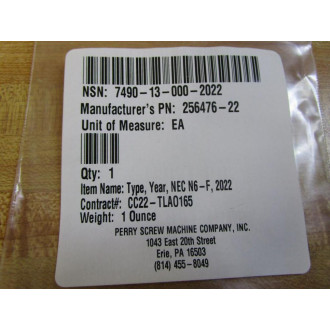 NSN: 7490-13-000-2022
Manufacturer's PN: 256476-22
Unit of Measure: EA
Qty: 1
Item Name: Type, Year, NEC N6-F, 2022
Contract#: CC22-TLA0165
Weight: 1 Ounce
PERRY SCREW MACHINE COMPANY, INC.
1043 East 20th Street
Erie, PA 16503
(814) 455-8049